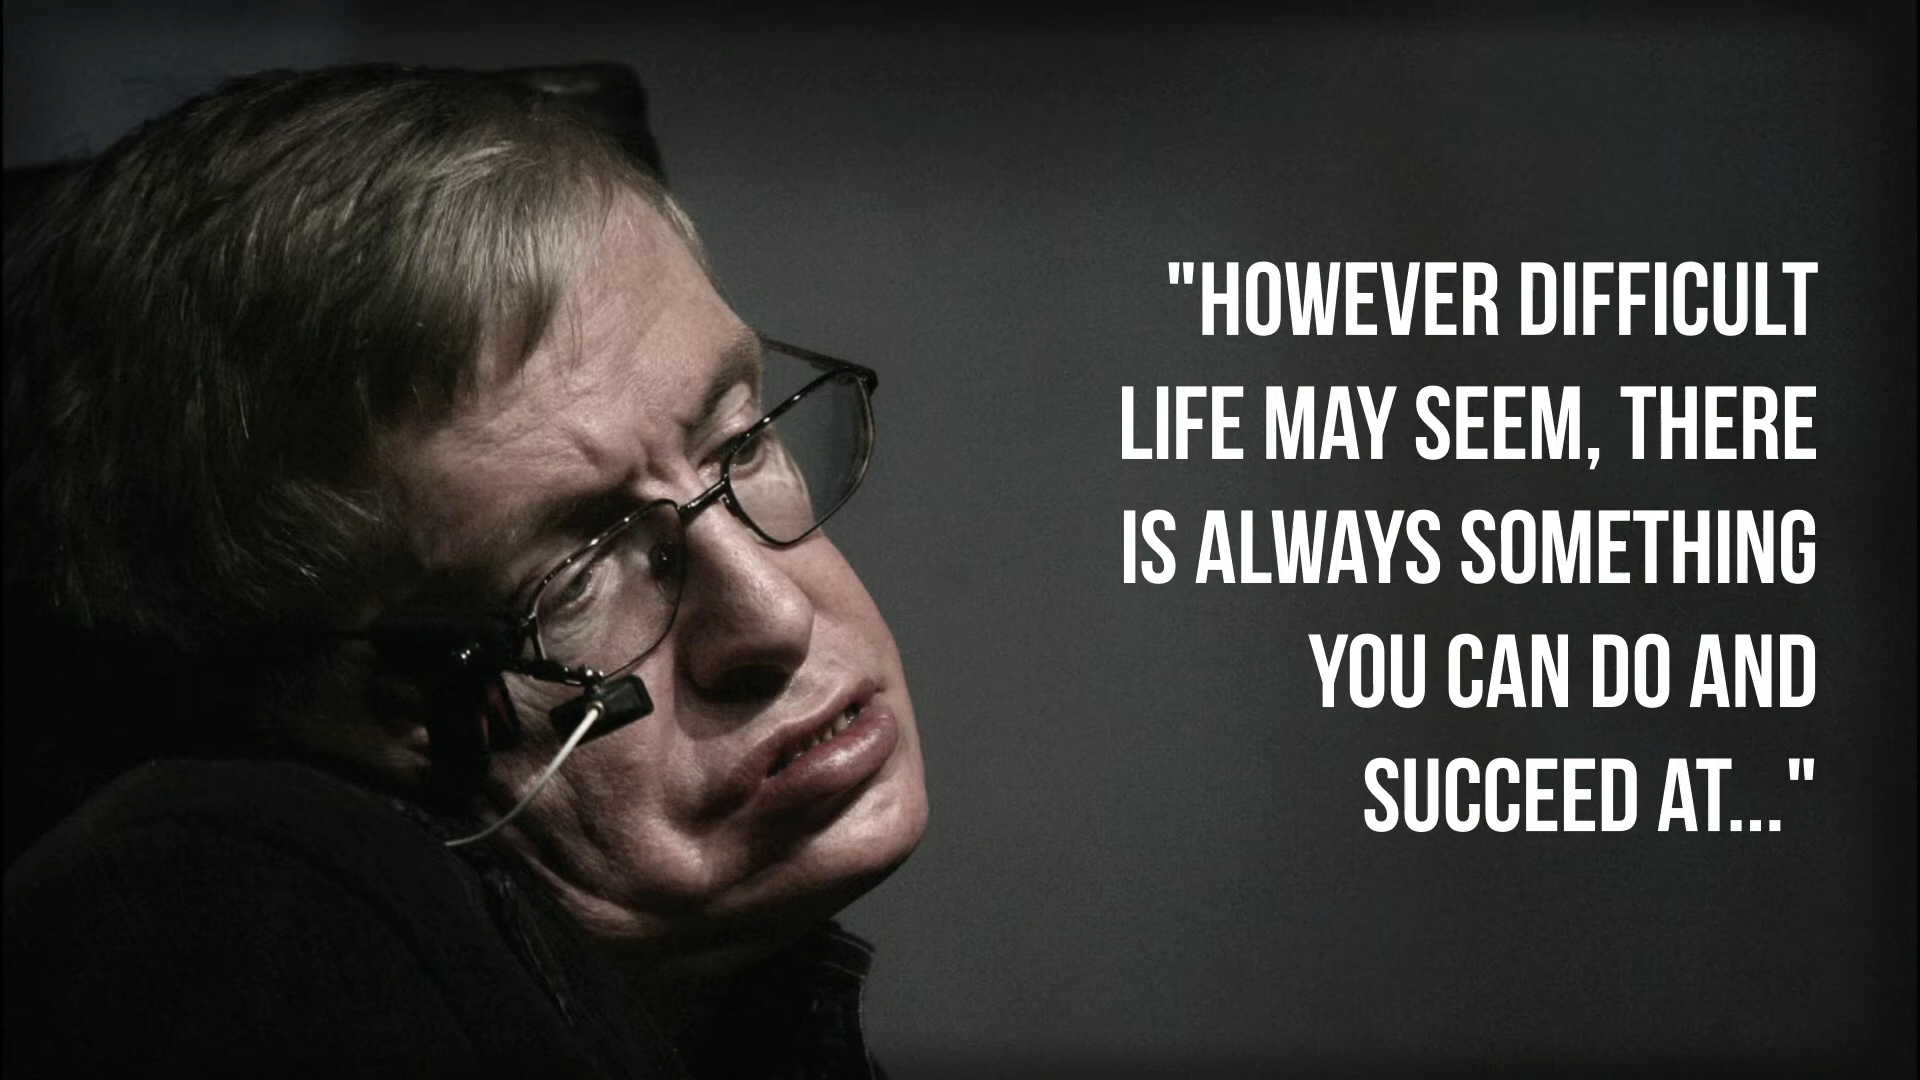 "HOWEVER DIFFICULT
LIFE MAY SEEM, THERE
IS ALWAYS SOMETHING
YOU CAN DO AND
SUCCEED AT..."